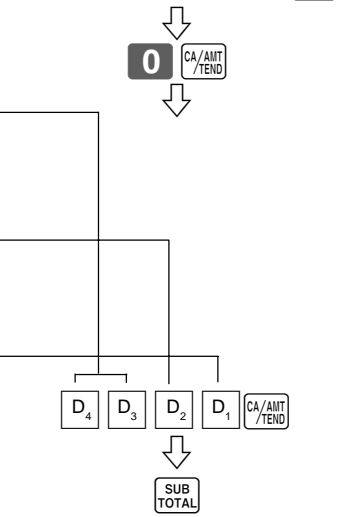 0 CA/AMT
/TEND
D4 D3 D2 D1 CA/AMT
/TEND
SUB
TOTAL